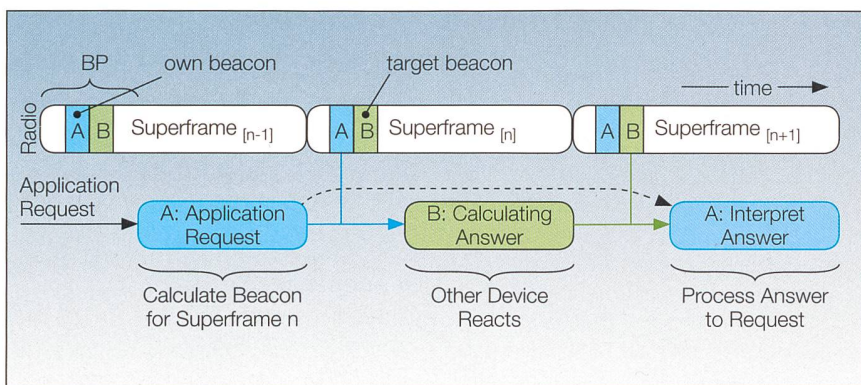 BP
own beacon
target beacon
time
Radio
A B Superframe [n-1]
A B Superframe [n]
A B Superframe [n+1]
Application
Request
A: Application
Request
B: Calculating
Answer
A: Interpret
Answer
Calculate Beacon
for Superframe n
Other Device
Reacts
Process Answer
to Request